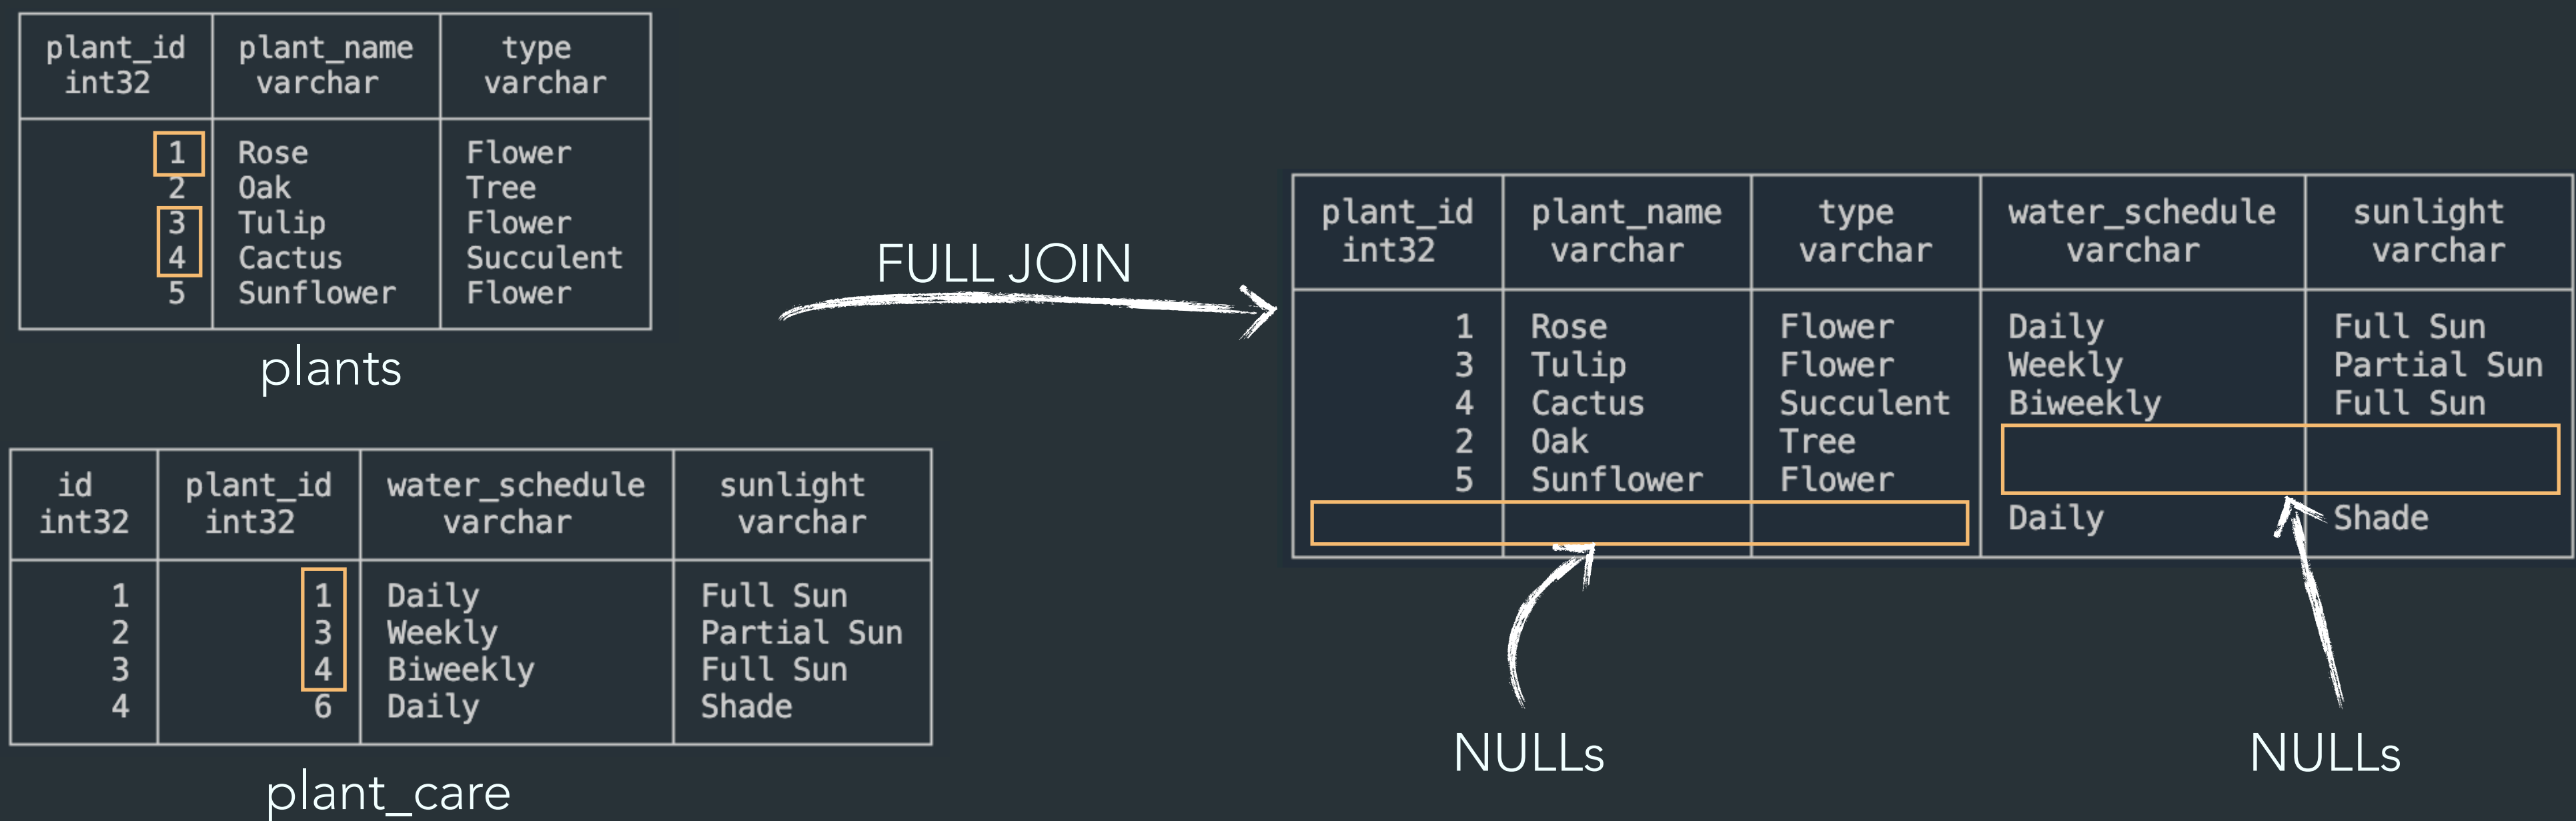 plant_id plant_name type
int32 varchar varchar
1 Rose Flower
2 Oak Tree
3 Tulip Flower
4 Cactus Succulent
5 Sunflower Flower
plants
id plant_id water_schedule sunlight
int32 int32 varchar varchar
1 1 Daily Full Sun
2 3 Weekly Partial Sun
3 4 Biweekly Full Sun
4 6 Daily Shade
plant_care
FULL JOIN
plant_id plant_name type water_schedule sunlight
int32 varchar varchar varchar varchar
1 Rose Flower Daily Full Sun
3 Tulip Flower Weekly Partial Sun
4 Cactus Succulent Biweekly Full Sun
2 Oak Tree
5 Sunflower Flower
Daily Shade
NULLs
NULLs